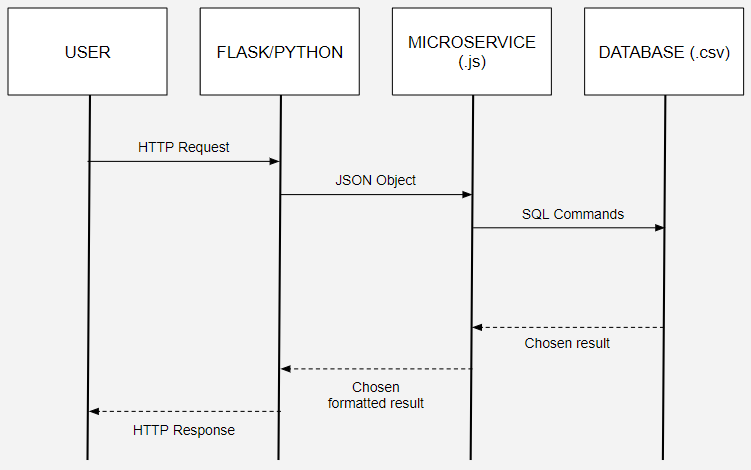 USER
FLASK/PYTHON
MICROSERVICE
(.js)
DATABASE (.csv)
HTTP Request
JSON Object
SQL Commands
Chosen result
Chosen
formatted result
HTTP Response